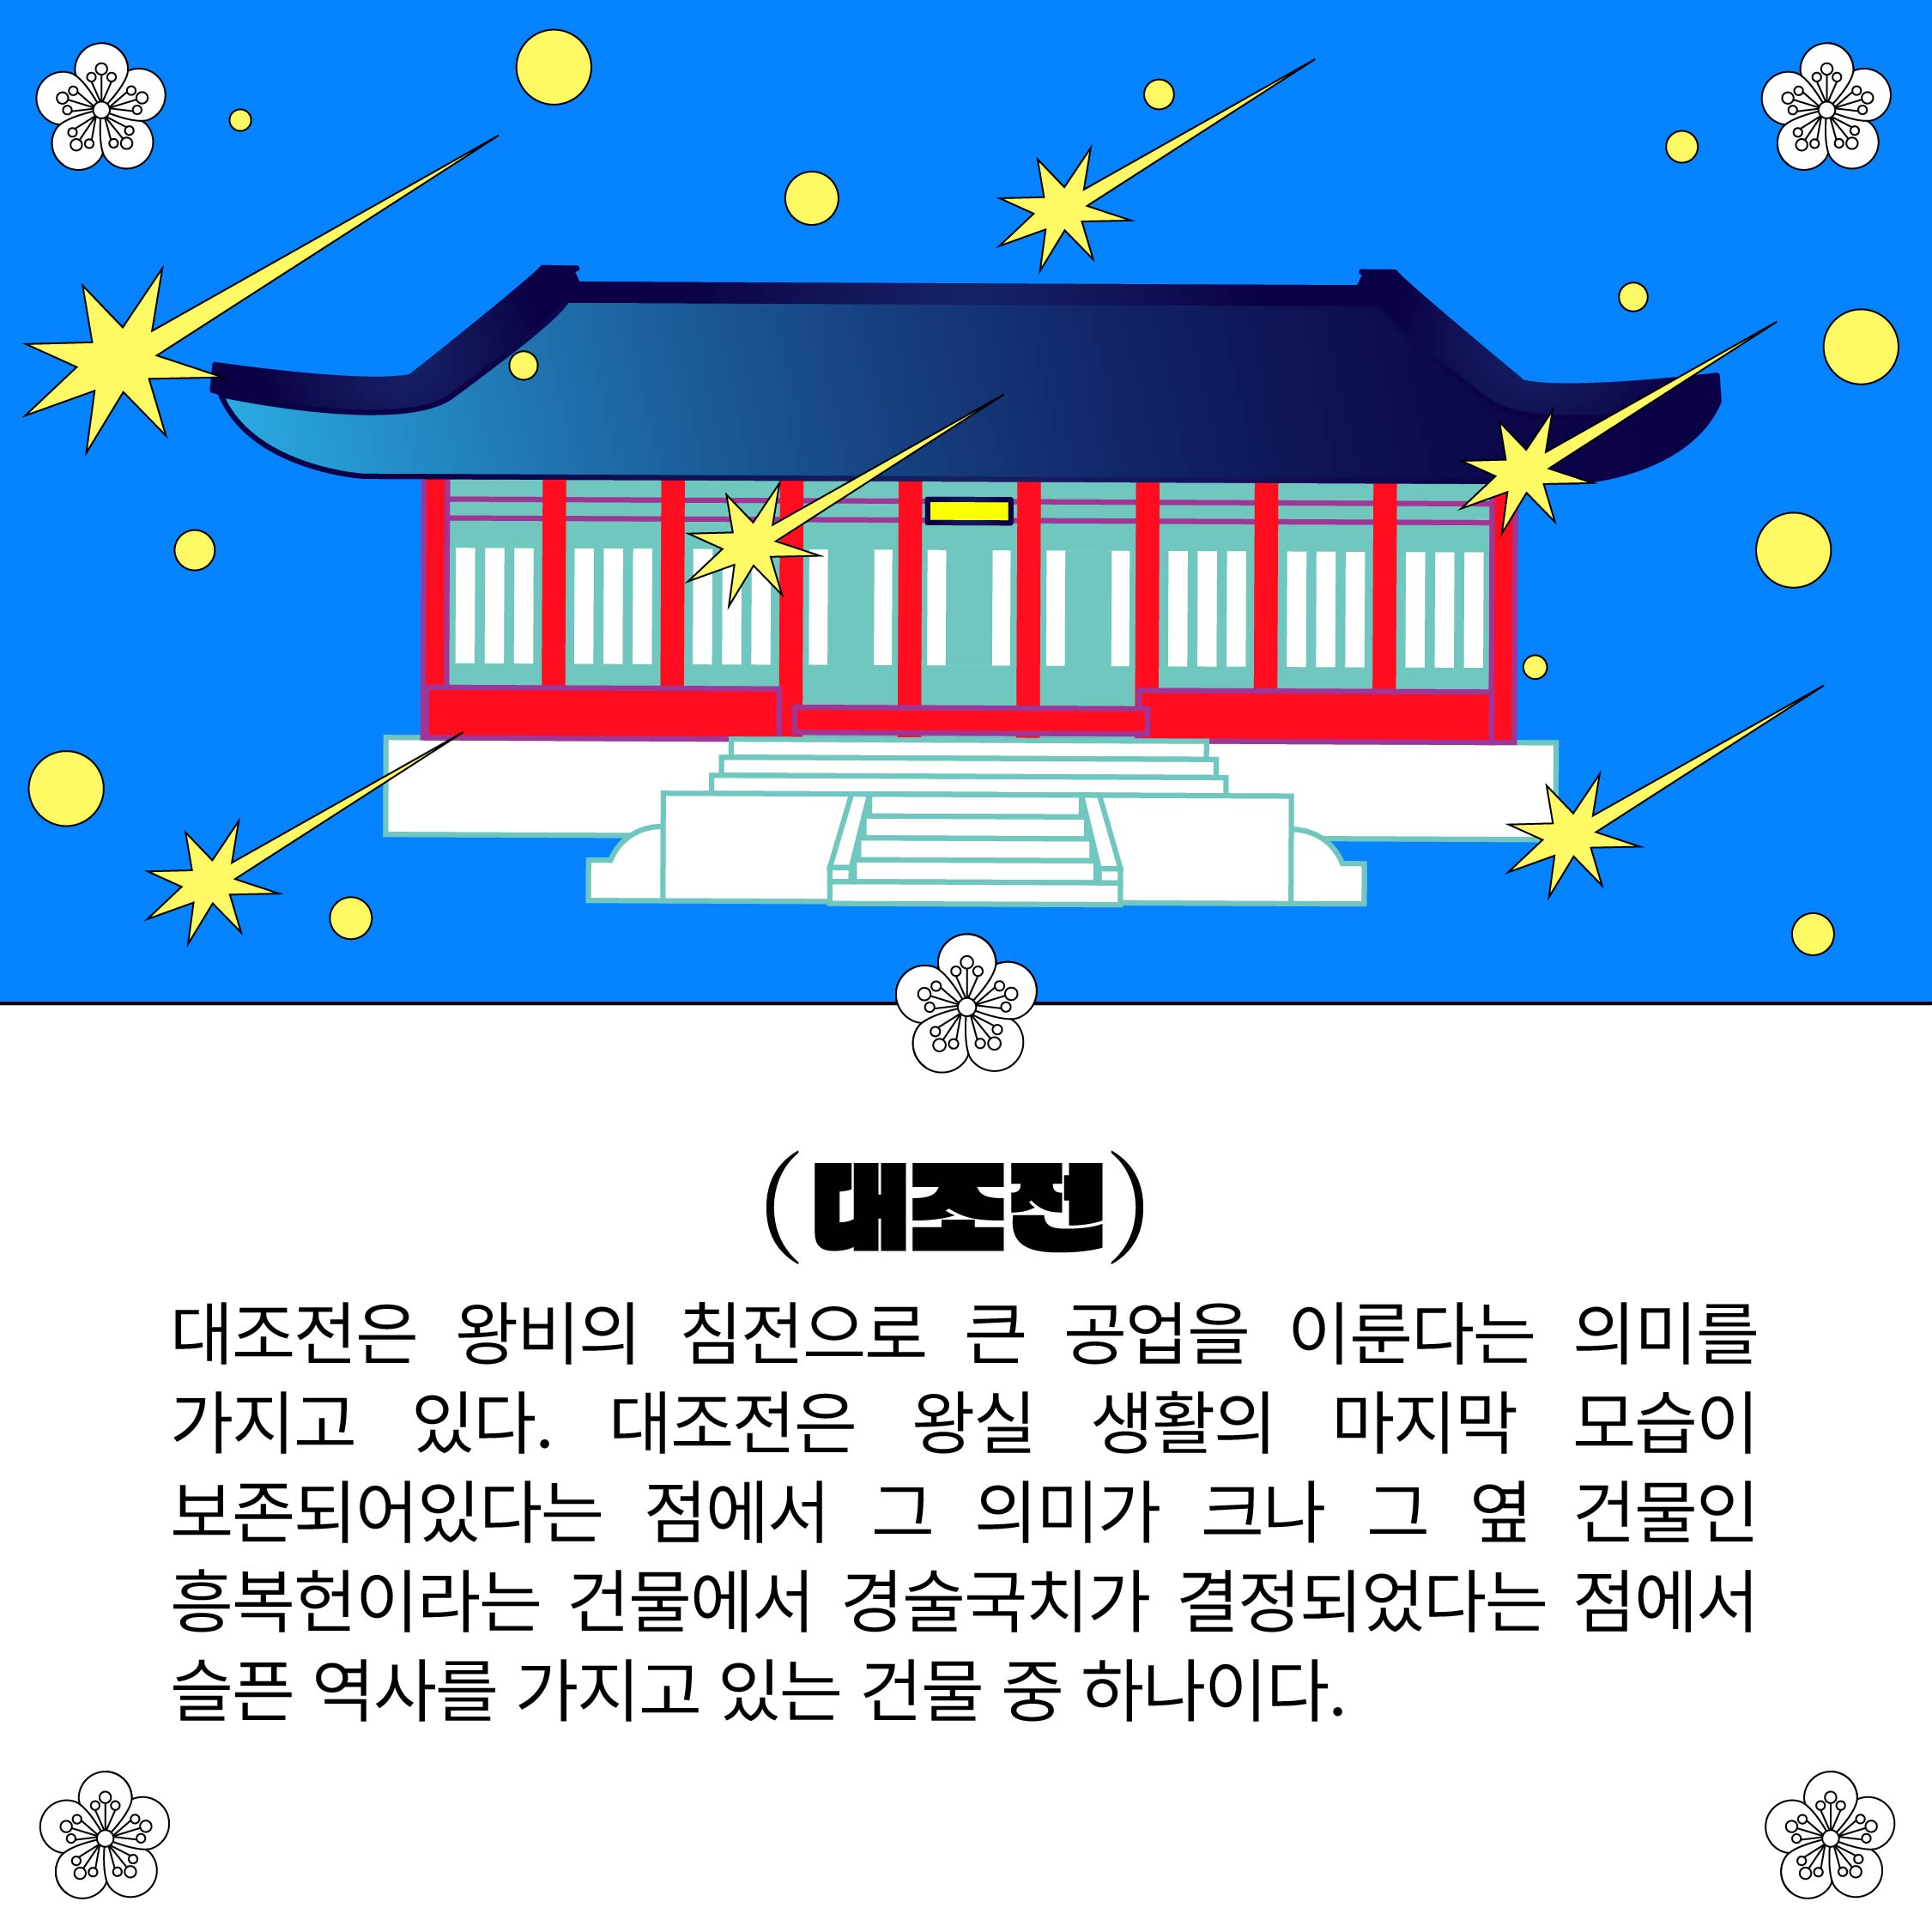 (대조전)
대조전은 왕비의 침전으로 큰 공업을 이룬다는 의미를
가지고 있다. 대조전은 왕실 생활의 마지막 모습이
보존되어있다는 점에서 그 의미가 크나 그 옆 건물인
흥복헌이라는 건물에서 경술국치가 결정되었다는 점에서
슬픈 역사를 가지고 있는 건물 중 하나이다.